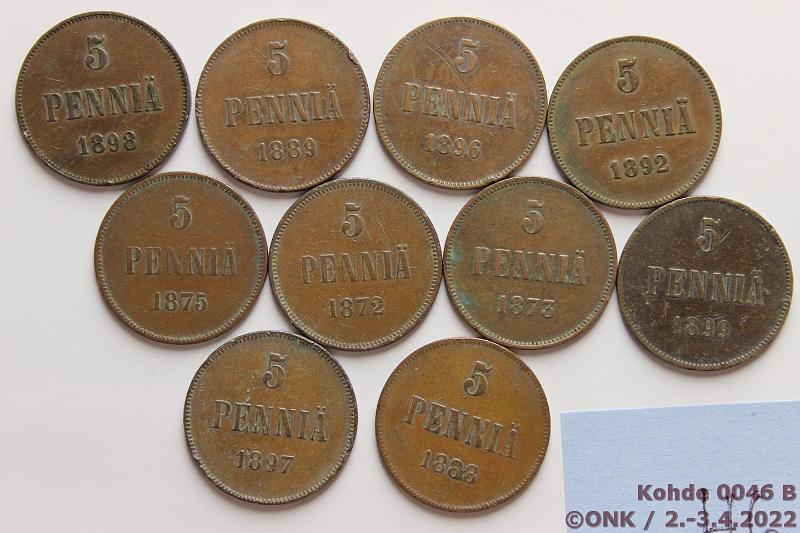 5
PENNIÄ
1898
5
PENNIÄ
1889
5
PENNIÄ
1896
5
PENNIÄ
1892
5
PENNIÄ
1875
5
PENNIÄ
1872
5
PENNIÄ
1873
5
PENNIÄ
1899
5
PENNIÄ
1897
5
PENNIÄ
1888
Kohde 0046 B
©ONK / 2.-3.4.2022